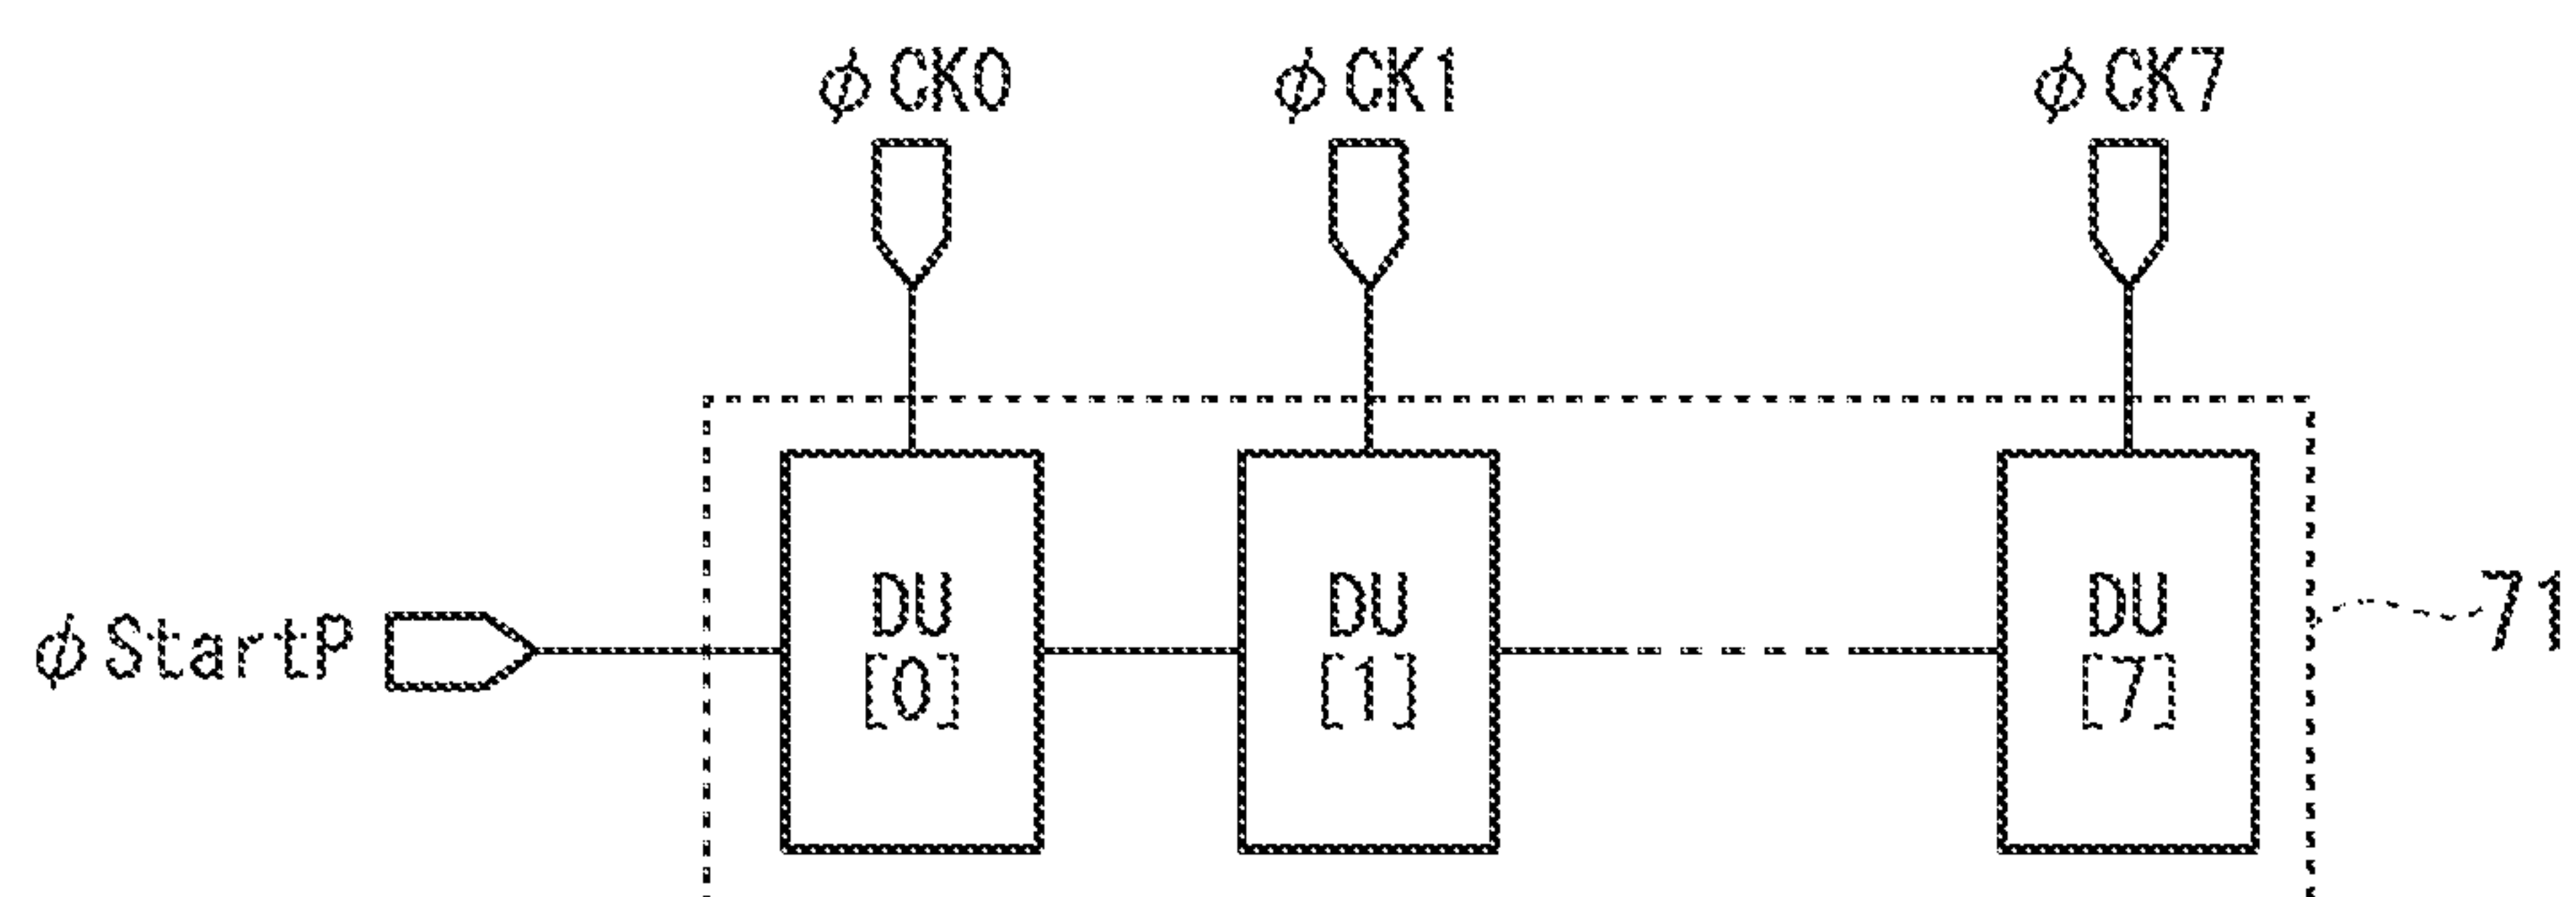 φCK0 φCK1 φCK7
φStartP
DU
[0]
DU
[1]
DU
[7]
71